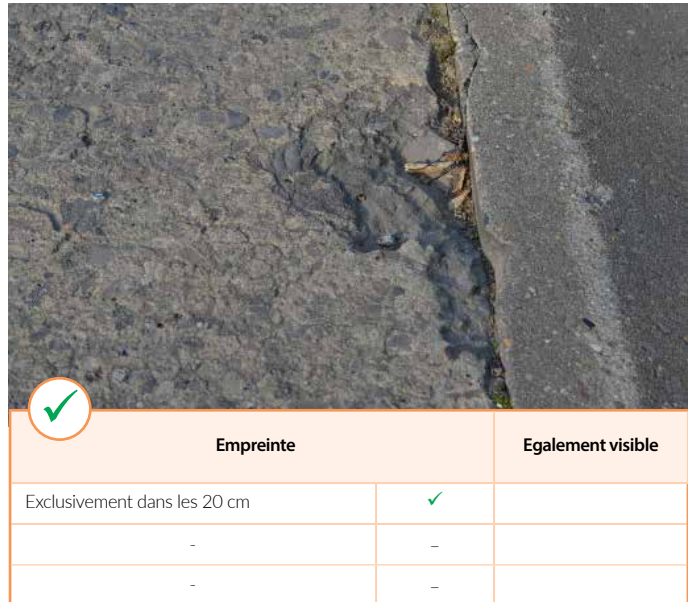 Empreinte Egalement visible
Exclusivement dans les 20 cm ✓
- –
- –